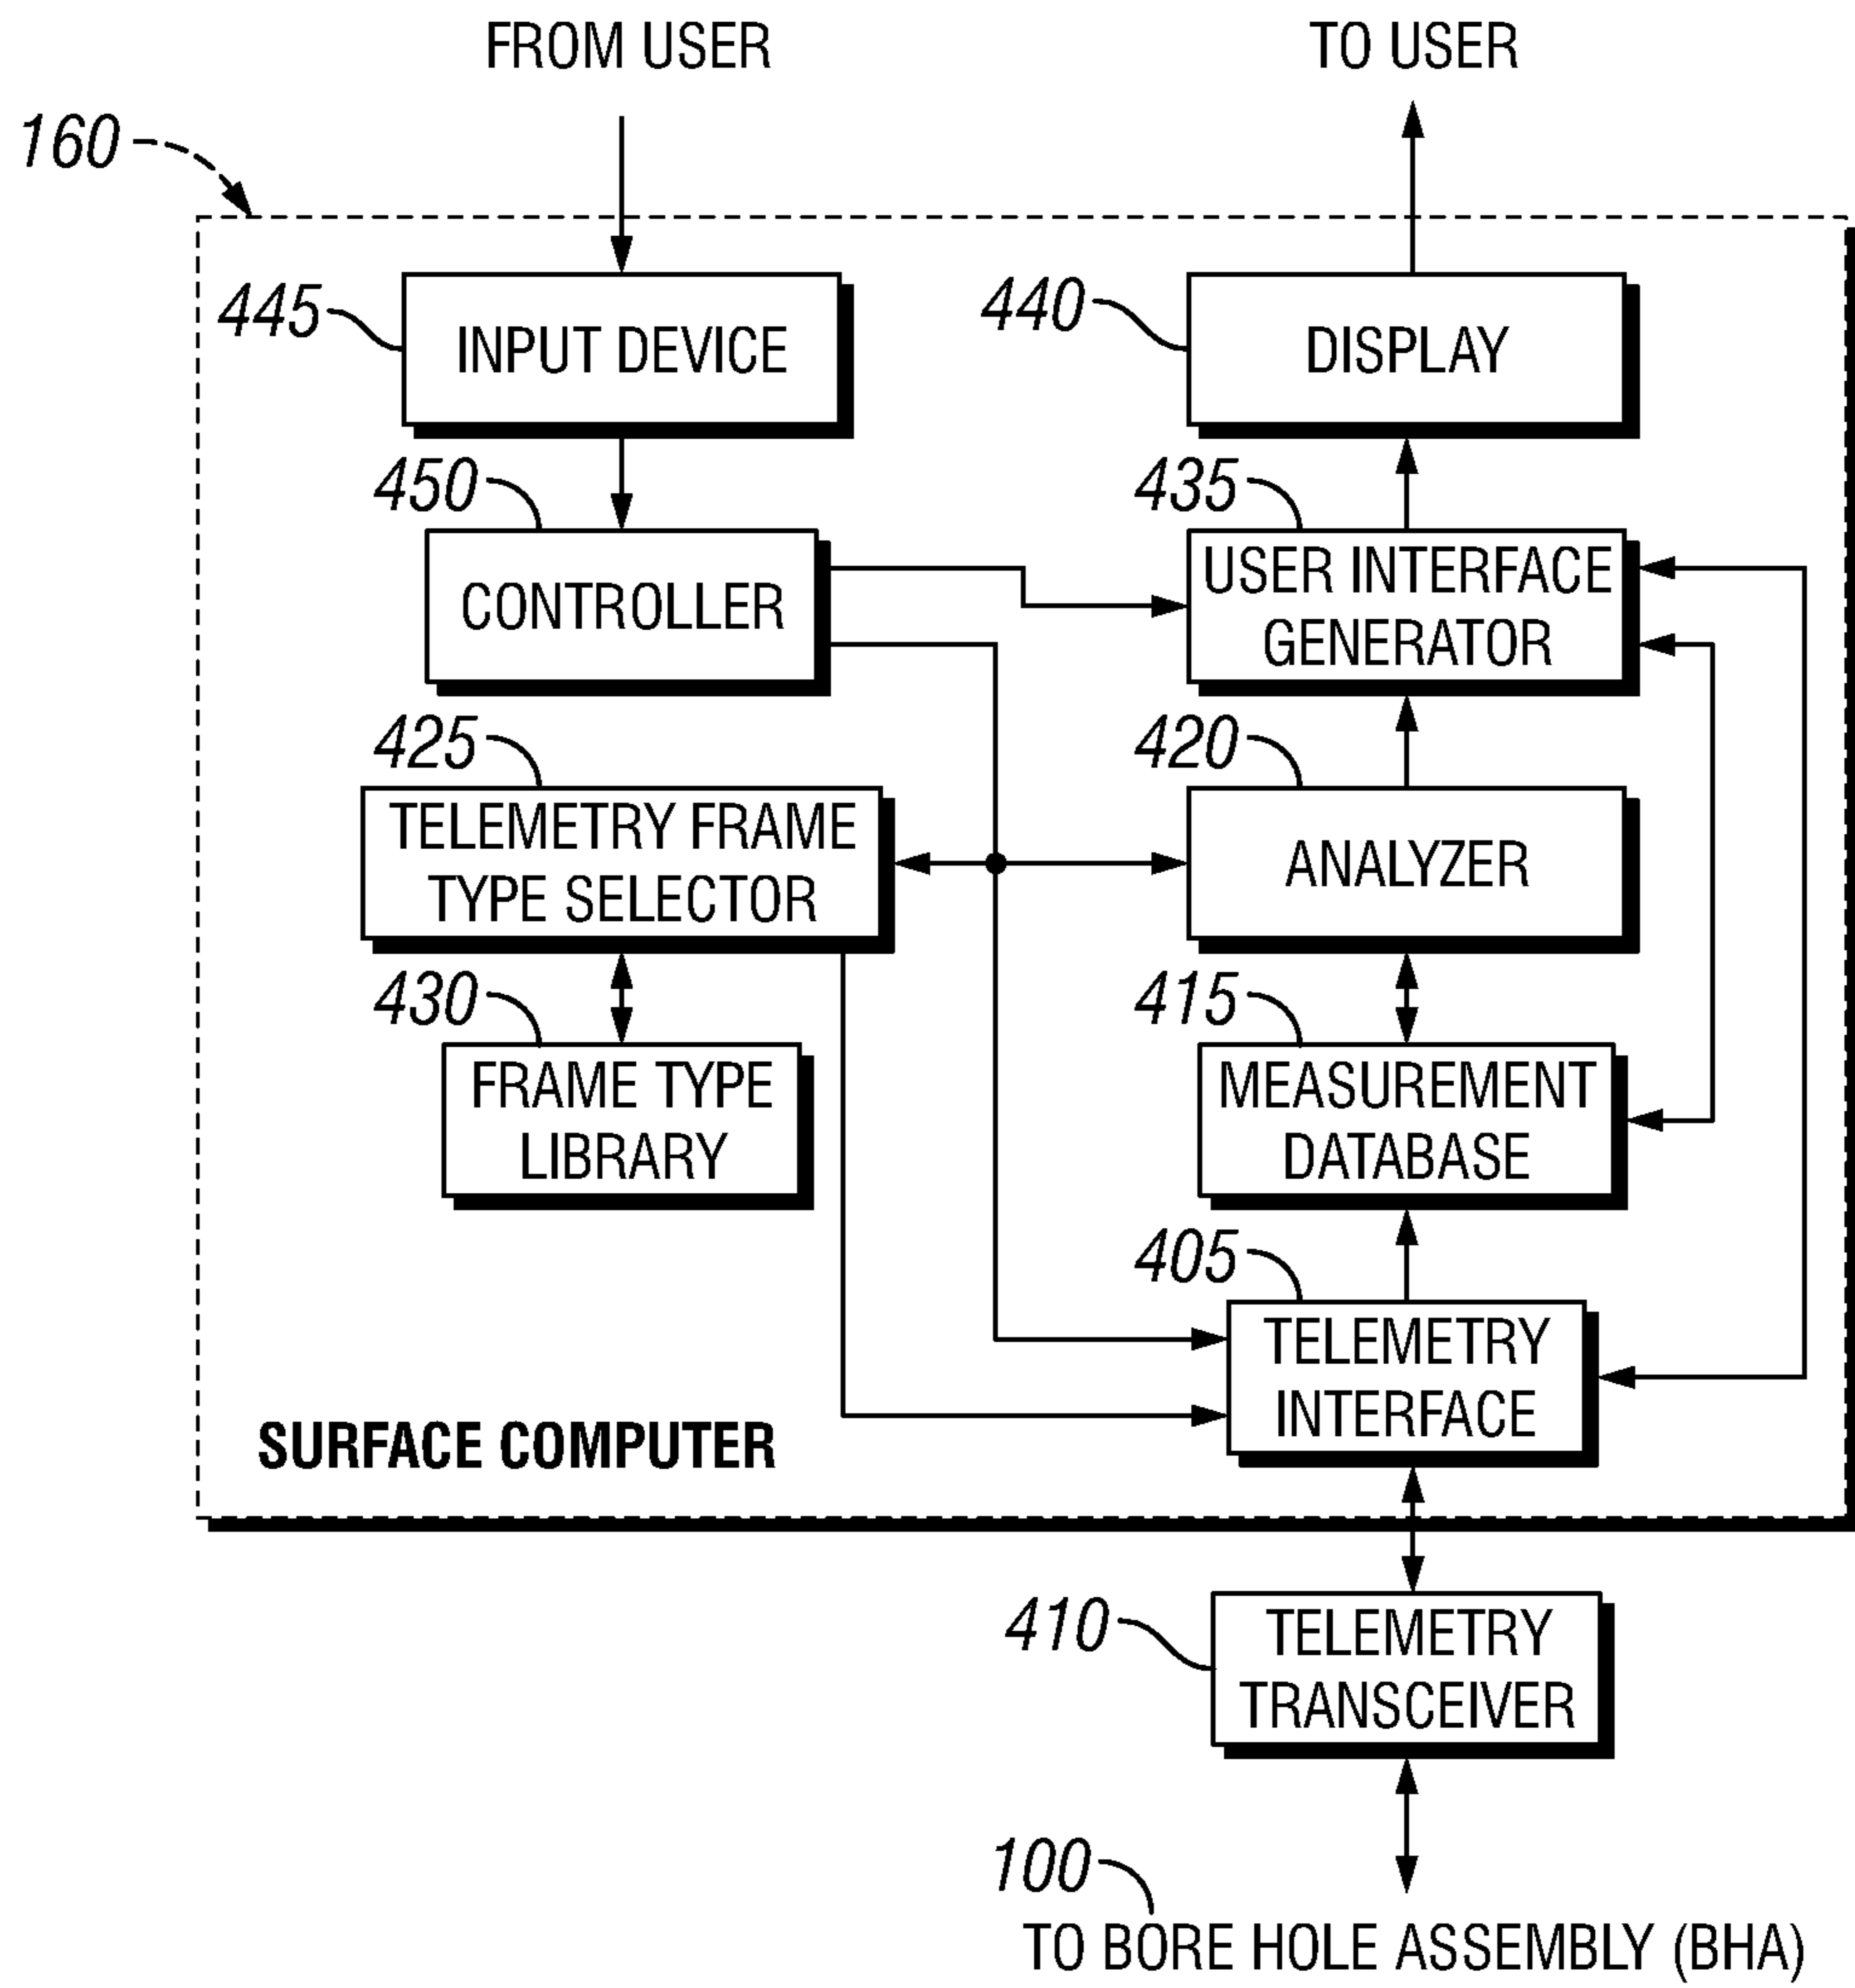 FROM USER
TO USER
160
445
INPUT DEVICE
440
DISPLAY
450
CONTROLLER
435
USER INTERFACE
GENERATOR
425
TELEMETRY FRAME
TYPE SELECTOR
420
ANALYZER
430
FRAME TYPE
LIBRARY
415
MEASUREMENT
DATABASE
405
TELEMETRY
INTERFACE
SURFACE COMPUTER
410
TELEMETRY
TRANSCEIVER
100
TO BORE HOLE ASSEMBLY (BHA)